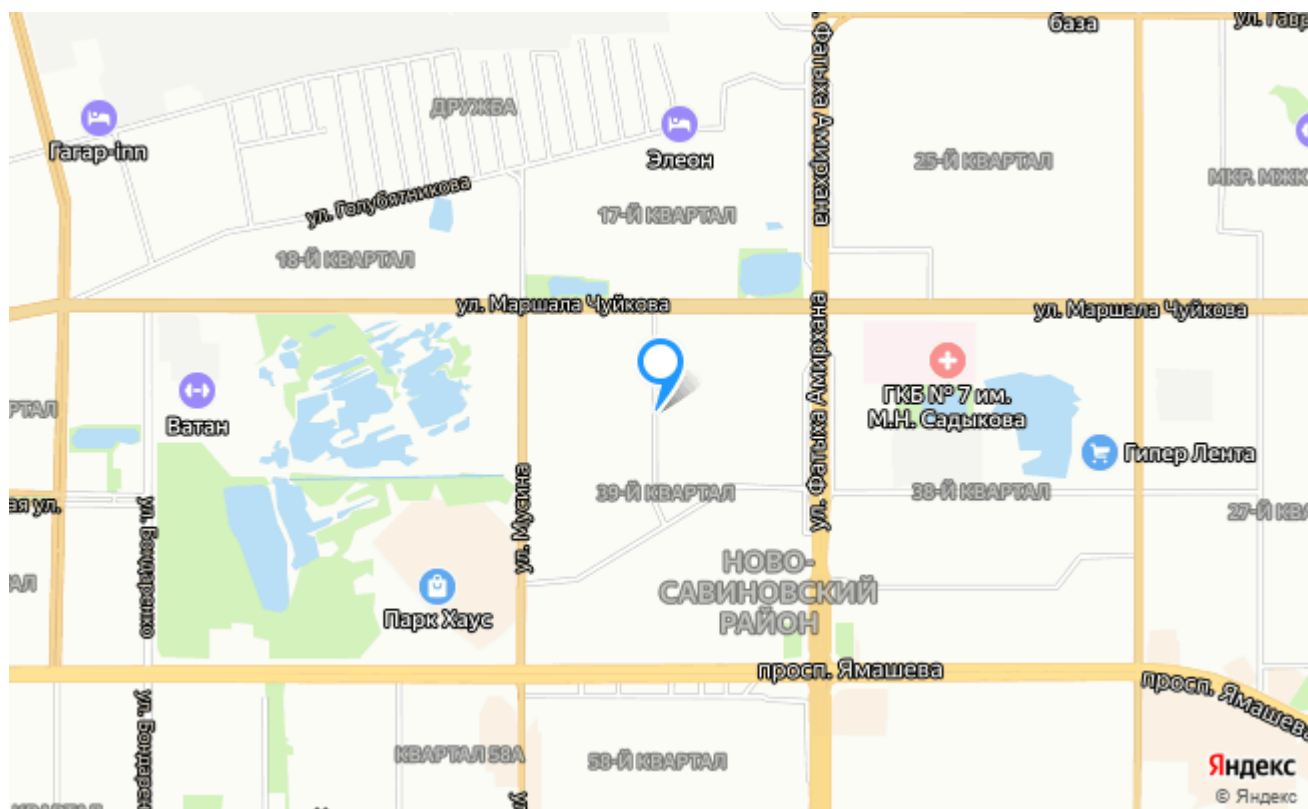 база
ул. Гавр
ул. Фатыха Амирхана
ДРУЖБА
Гагар-inn
Элеон
25-Й КВАРТАЛ
МКР. МЖК
ул. Голубятникова
17-Й КВАРТАЛ
18-Й КВАРТАЛ
ул. Маршала Чуйкова
ул. Маршала Чуйкова
ул. Фатыха Амирхана
ГКБ № 7 им.
М.Н. Садыкова
РТАЛ
Ватан
Гипер Лента
39-Й КВАРТАЛ
38-Й КВАРТАЛ
27-Й КВА
ая ул.
ул. Бондаренко
ул. Мусина
АЛ
НОВО-
САВИНОВСКИЙ
РАЙОН
Парк Хаус
просп. Ямашева
просп. Ямашева
ул. Бондарен
КВАРТАЛ 58А
58-Й КВАРТАЛ
Яндекс
© Яндекс